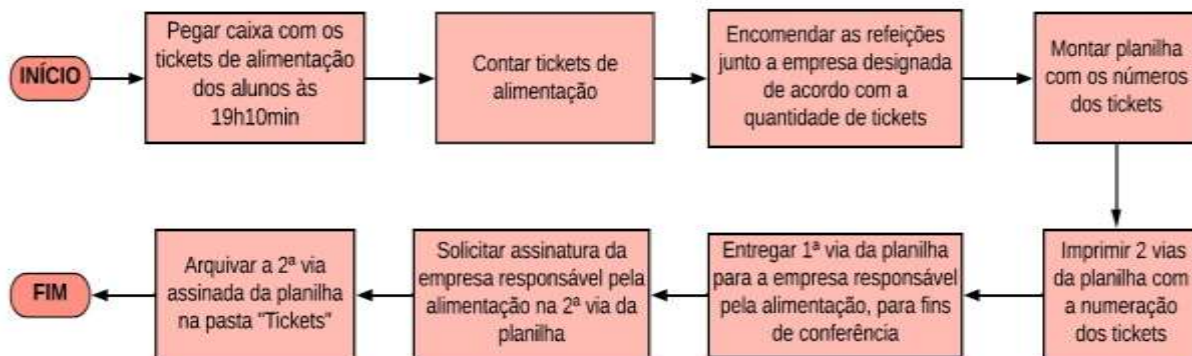 INÍCIO
Pegar caixa com os
tickets de alimentação
dos alunos às
19h10min
Contar tickets de
alimentação
Encomendar as refeições
junto a empresa designada
de acordo com a
quantidade de tickets
Montar planilha
com os números
dos tickets
Imprimir 2 vias
da planilha com
a numeração
dos tickets
Entregar 1ª via da planilha
para a empresa responsável
pela alimentação, para fins
de conferência
Solicitar assinatura da
empresa responsável pela
alimentação na 2ª via da
planilha
Arquivar a 2ª via
assinada da planilha
na pasta "Tickets"
FIM